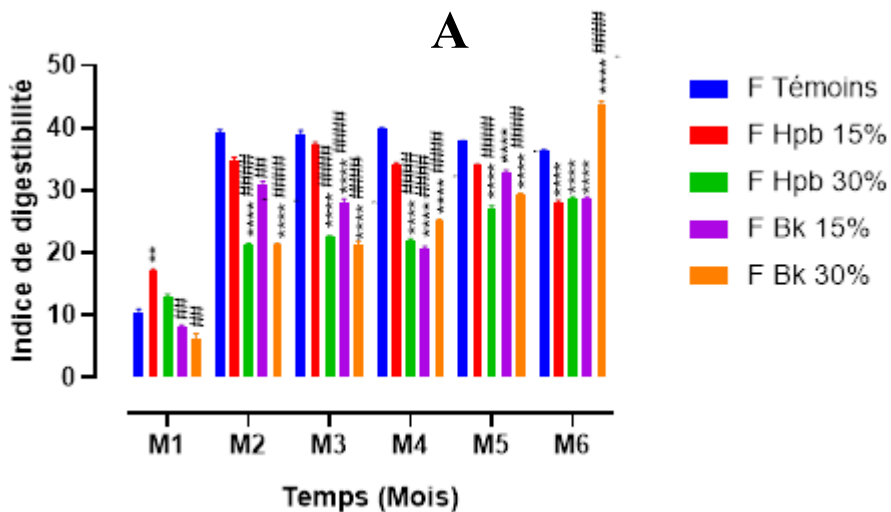 A
Indice de digestibilité
50
40
30
20
10
0
M1
M2
M3
M4
M5
M6
Temps (Mois)
F Témoins
F Hpb 15%
F Hpb 30%
F Bk 15%
F Bk 30%